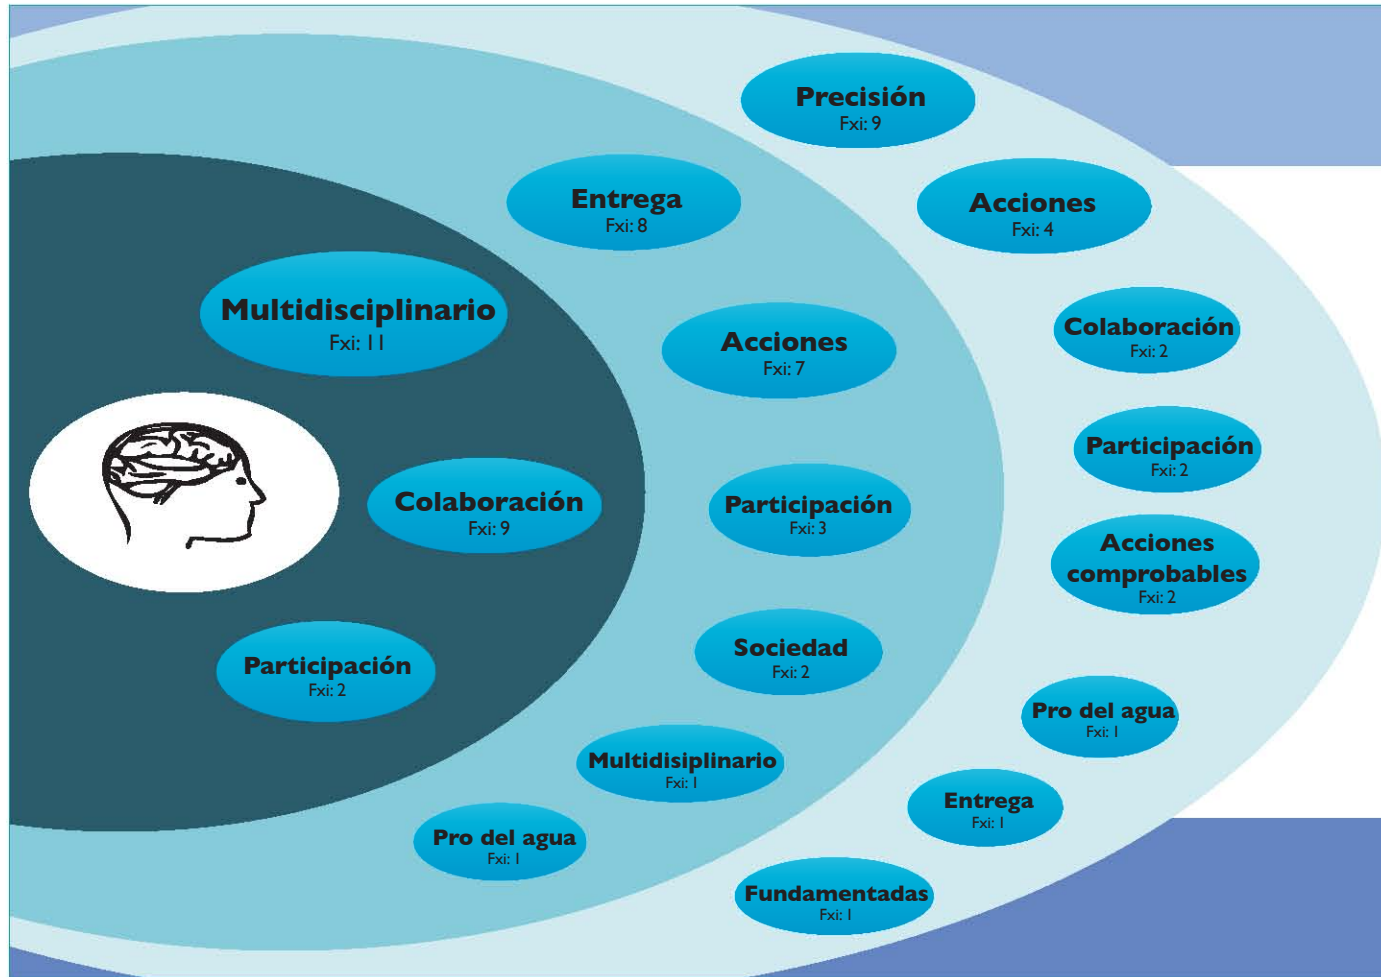 Precisión
Fxi: 9
Entrega
Fxi: 8
Acciones
Fxi: 4
Multidisciplinario
Fxi: 11
Acciones
Fxi: 7
Colaboración
Fxi: 2
Colaboración
Fxi: 9
Participación
Fxi: 3
Participación
Fxi: 2
Acciones
comprobables
Fxi: 2
Participación
Fxi: 2
Sociedad
Fxi: 2
Pro del agua
Fxi: 1
Multidisiplinario
Fxi: 1
Entrega
Fxi: 1
Pro del agua
Fxi: 1
Fundamentadas
Fxi: 1